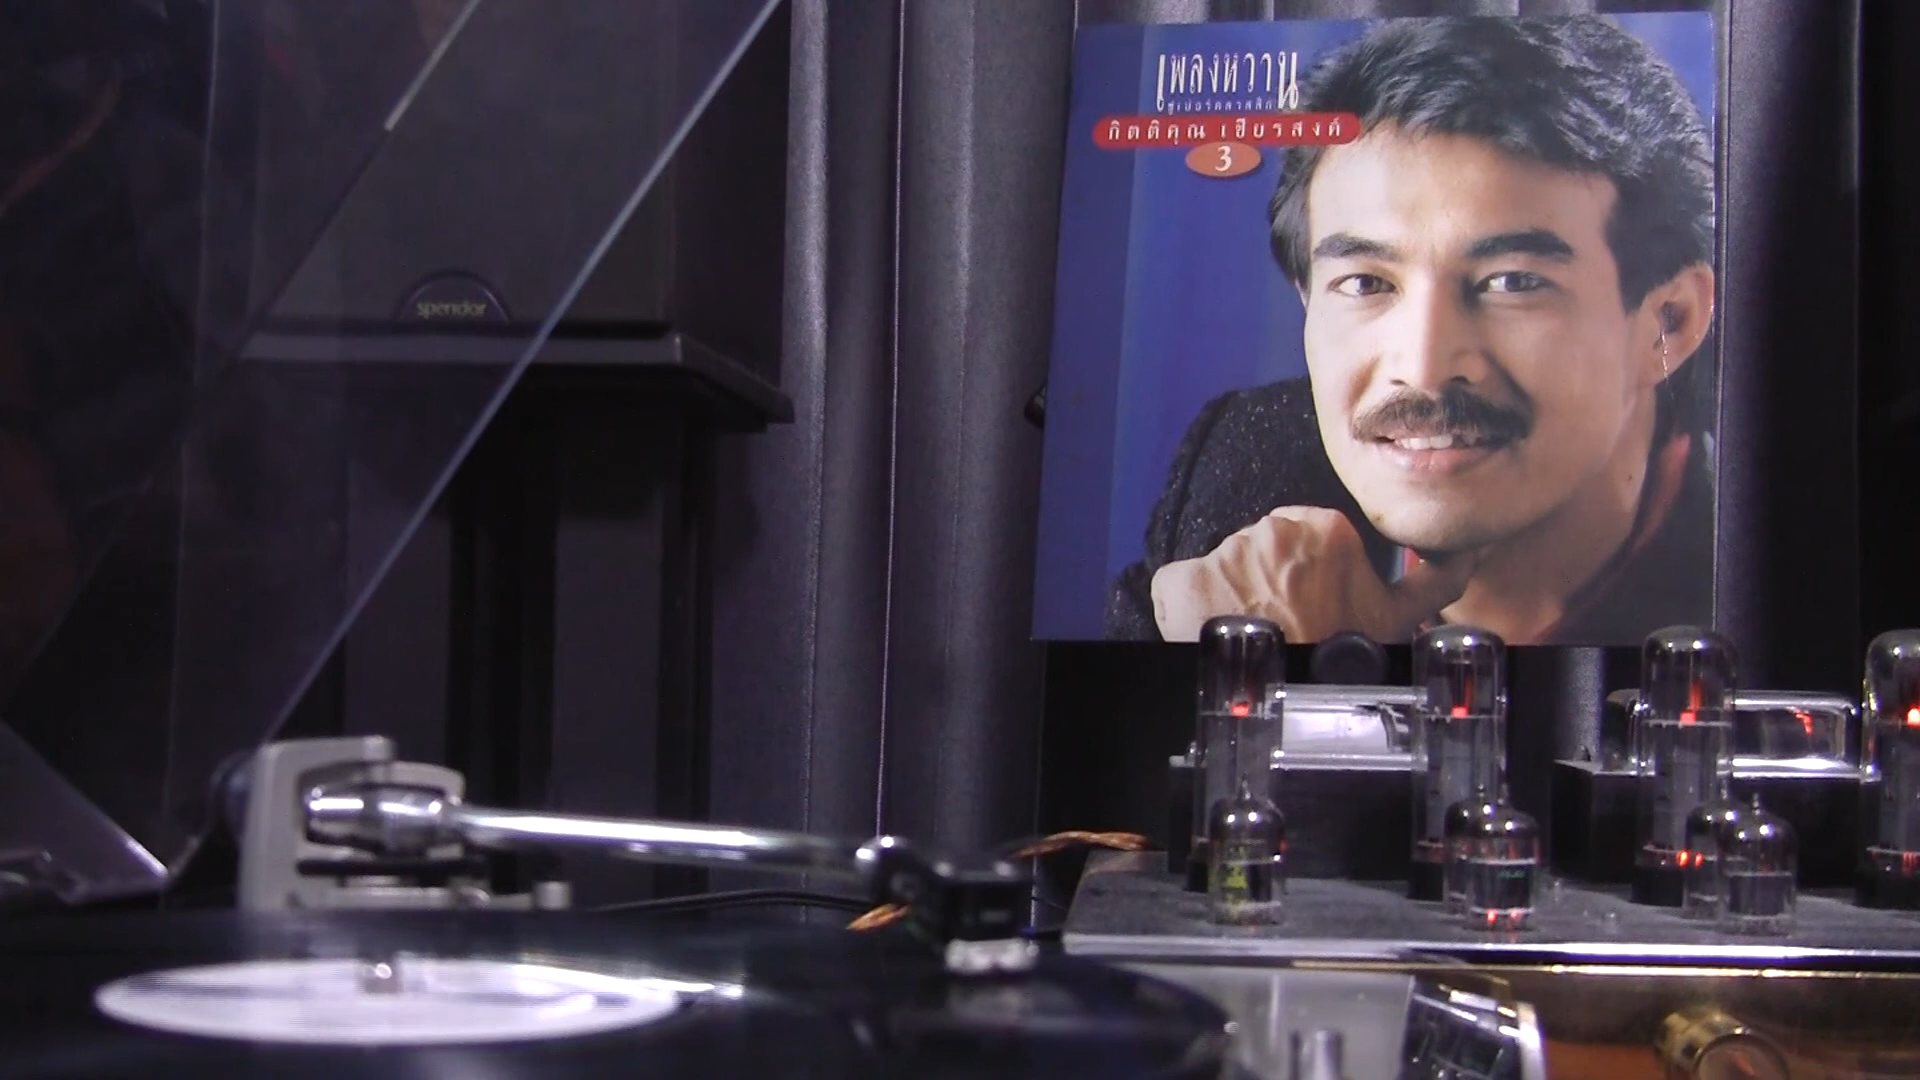 เพลงหวาน
ซูเปอร์คลาสสิก
กิตติคุณ เชียรสงค์
3
spendor